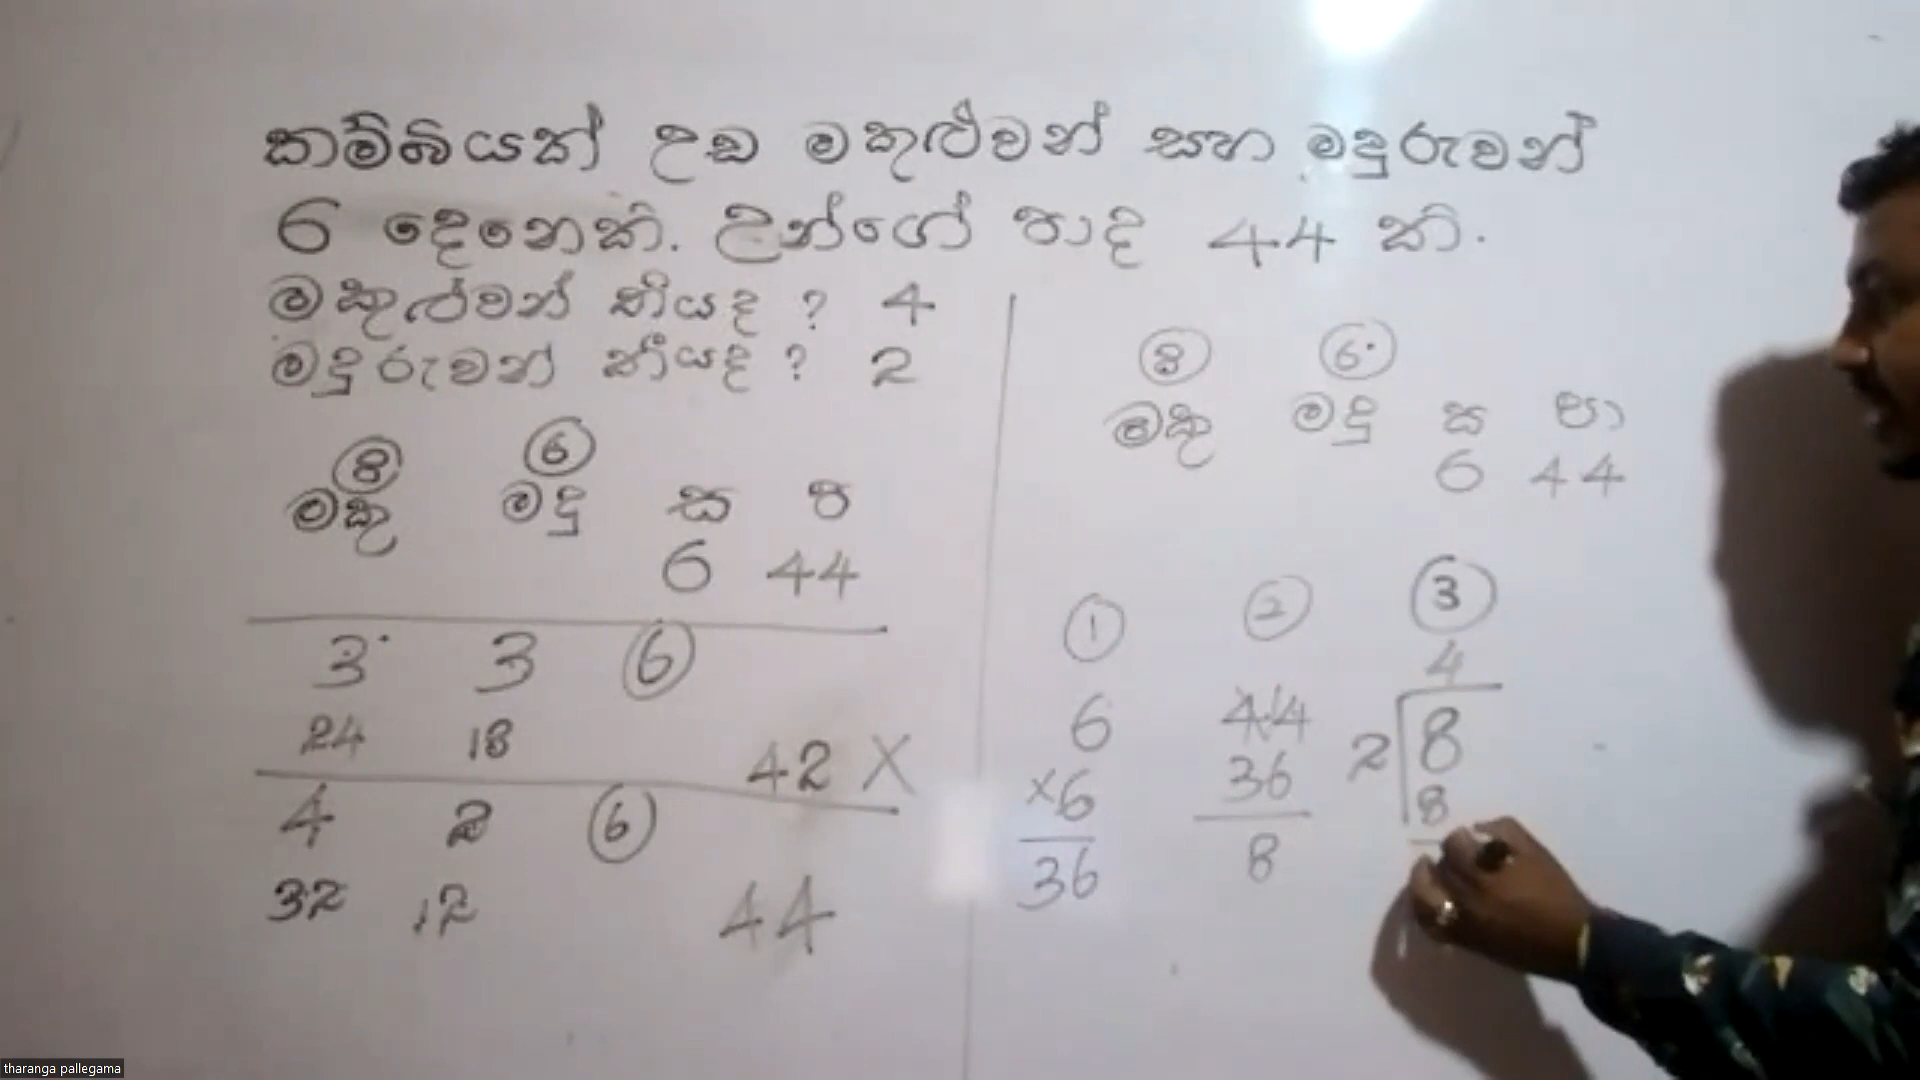 කම්බියක් උඩ මකුළුවන් සහ මදුරුවන්
6 දෙනෙකි. උන්ගේ පාද 44 කි.
මකුළුවන් කීයද ? 4
මදුරුවන් කීයද ? 2
8 6
මකු මදු ස ප
6 44
3 3 6
24 18 42 X
4 2 6
32 12 44
8 6
මකු මදු ස පා
6 44
1 2 3
4
6 44 2 8
×6 36 8
36 8
tharanga pallegama